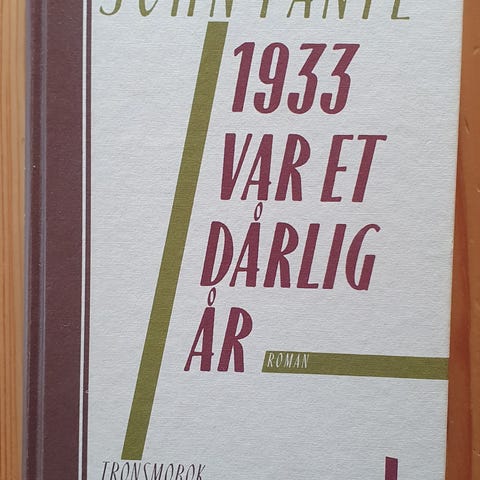 JOHN FANTE
1933
VAR ET
DÅRLIG
ÅR
ROMAN
TRONSMOBOK